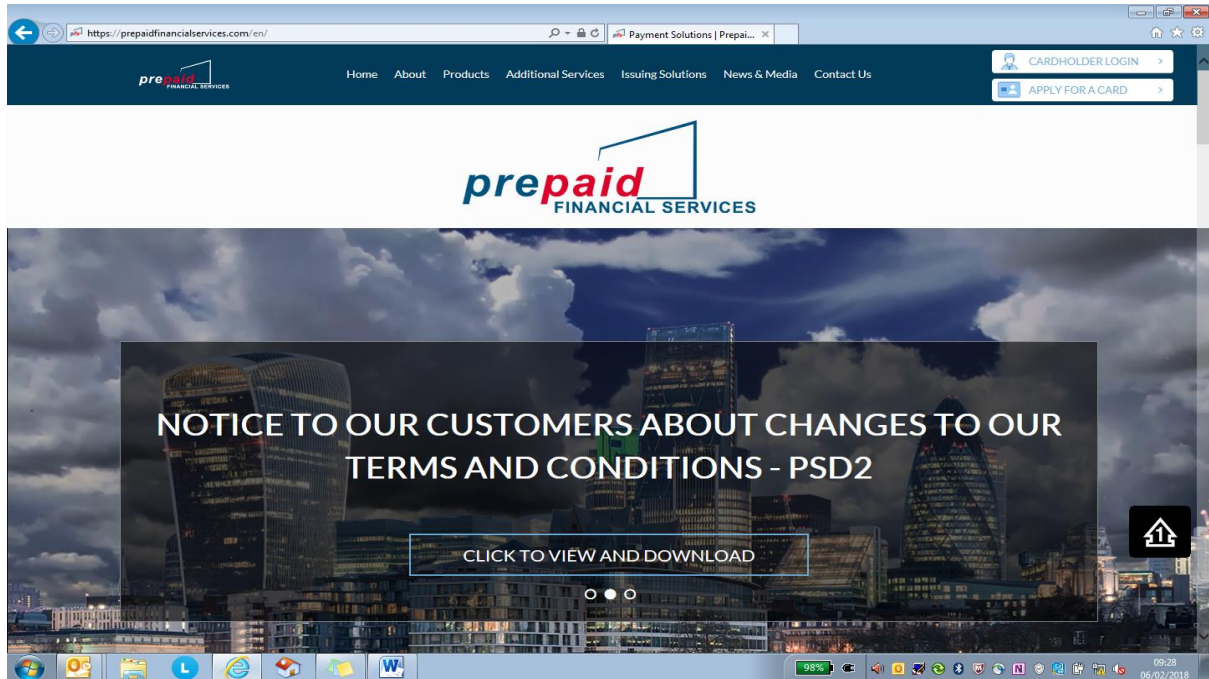 https://prepaidfinancialservices.com/en/
Payment Solutions | Prepai...
prepaid
FINANCIAL SERVICES
Home About Products Additional Services Issuing Solutions News & Media Contact Us
CARDHOLDER LOGIN >
APPLY FOR A CARD >
prepaid
FINANCIAL SERVICES
NOTICE TO OUR CUSTOMERS ABOUT CHANGES TO OUR
TERMS AND CONDITIONS - PSD2
CLICK TO VIEW AND DOWNLOAD
98%
09:28
06/02/2018